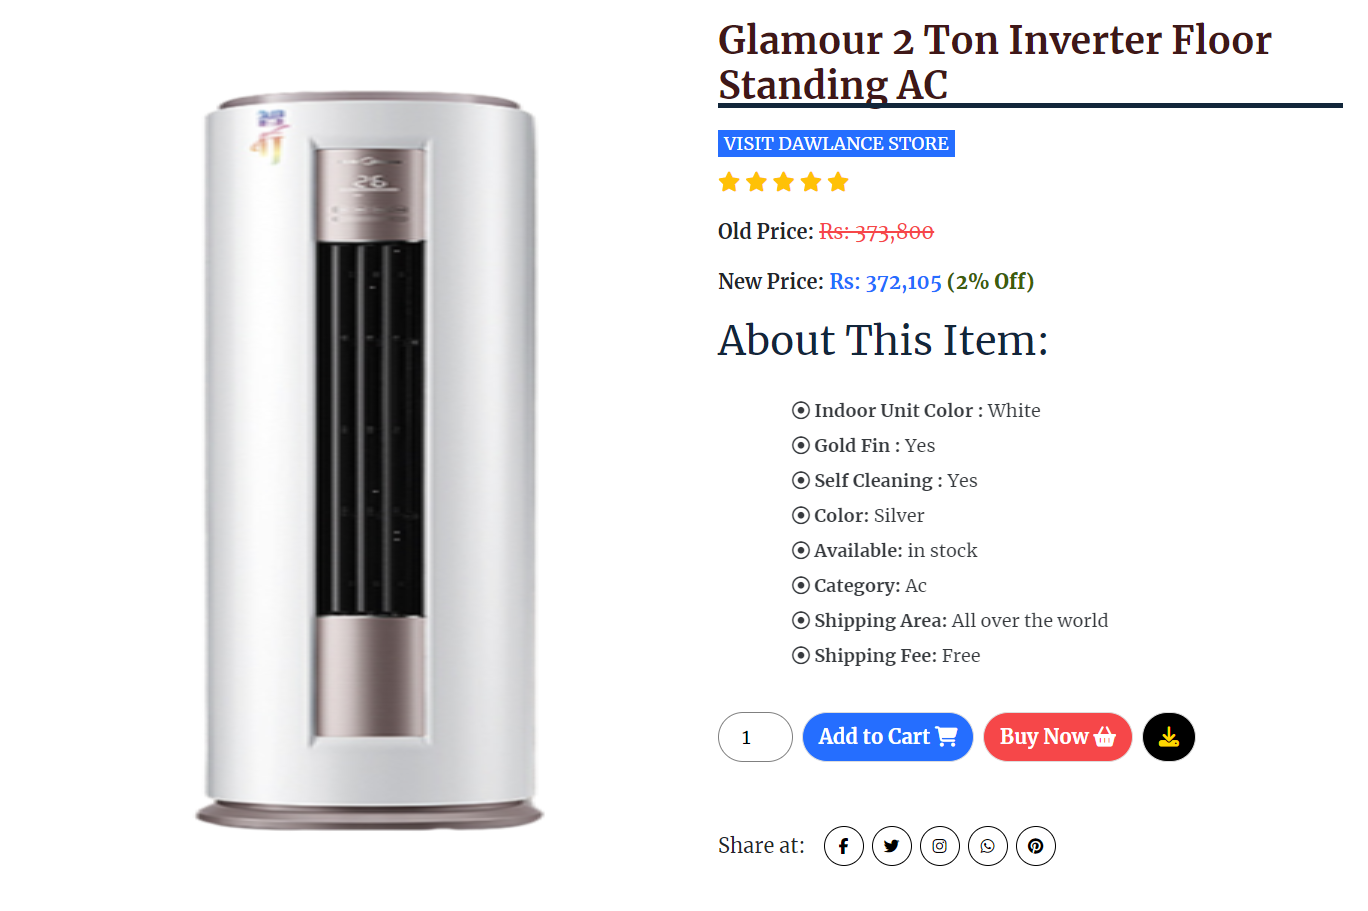 Glamour 2 Ton Inverter Floor
Standing AC
VISIT DAWLANCE STORE
Old Price: Rs: 373,800
New Price: Rs: 372,105 (2% Off)
About This Item:
Indoor Unit Color : White
Gold Fin : Yes
Self Cleaning : Yes
Color: Silver
Available: in stock
Category: Ac
Shipping Area: All over the world
Shipping Fee: Free
1
Add to Cart
Buy Now
Share at:
26